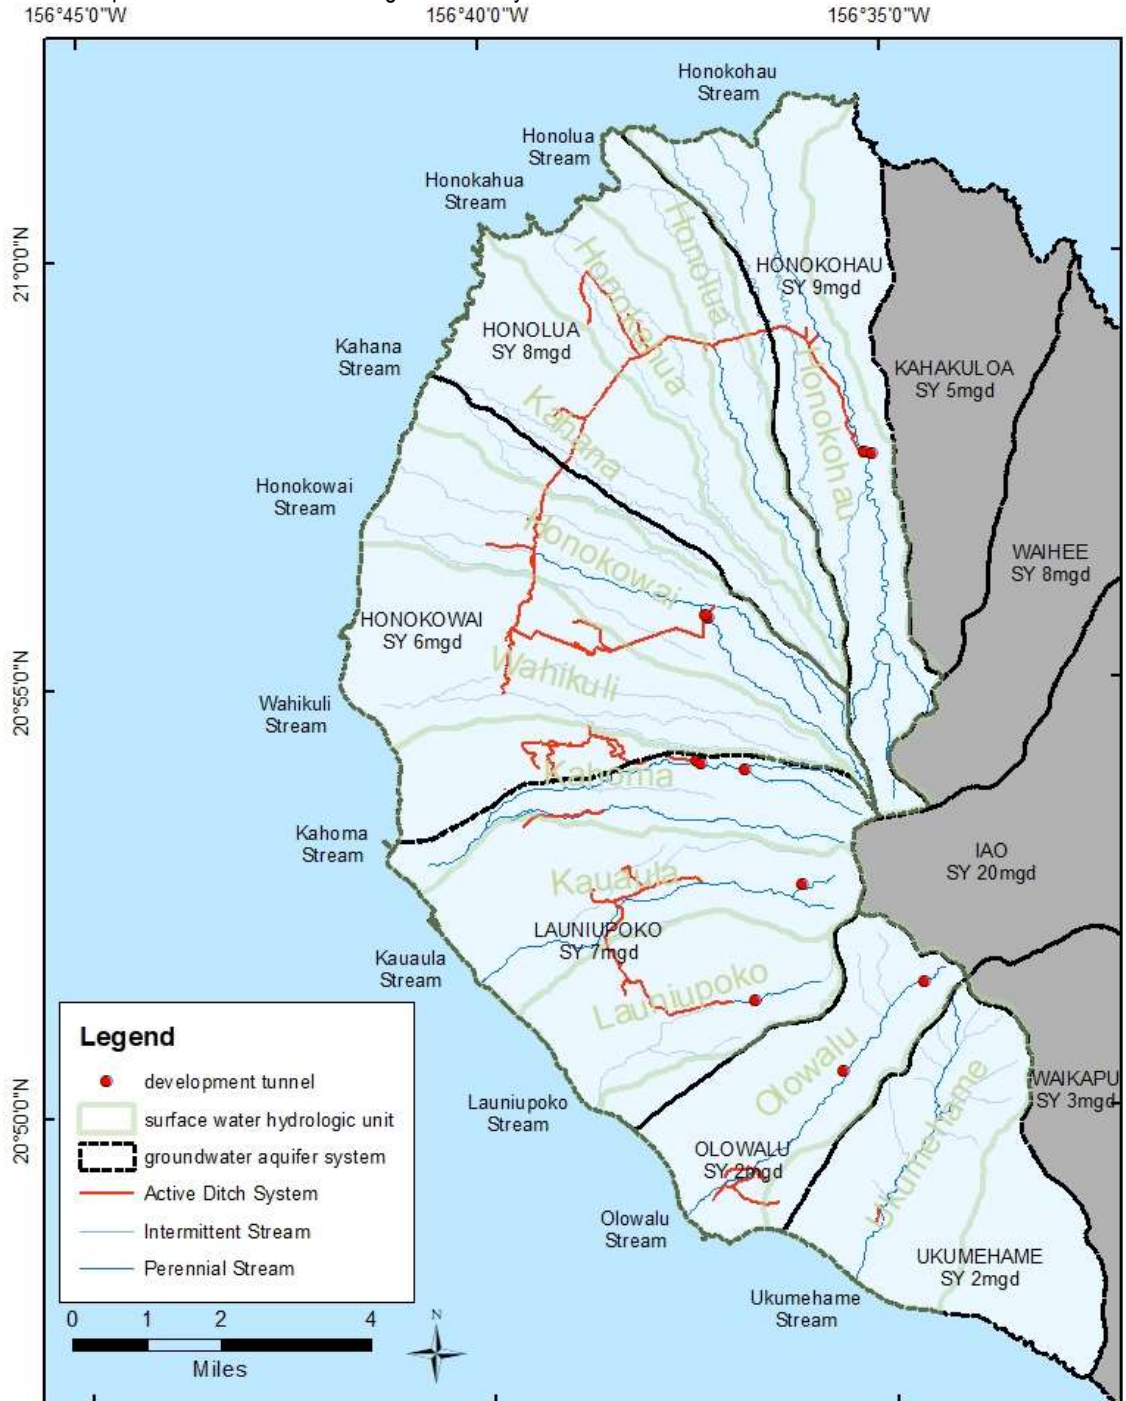 156°45'0"W
156°40'0"W
156°35'0"W
Honokohau
Stream
Honolua
Stream
Honokahua
Stream
21°0'0"N
Honolua
Honokahua
HONOKOHAU
SY 9mgd
HONOLUA
SY 8mgd
Kahana
Stream
KAHAKULOA
SY 5mgd
Kahana
Honokohau
Honokowai
Stream
Honokowai
WAIHEE
SY 8mgd
HONOKOWAI
SY 6mgd
20°55'0"N
Wahikuli
Wahikuli
Stream
Kahoma
Kahoma
Stream
IAO
SY 20mgd
Kauaula
LAUNIUPOKO
SY 7mgd
Kauaula
Stream
Launiupoko
Olowalu
Ukumehame
WAIKAPU
SY 3mgd
Launiupoko
Stream
20°50'0"N
OLOWALU
SY 2mgd
Olowalu
Stream
UKUMEHAME
SY 2mgd
Ukumehame
Stream
Legend
development tunnel
surface water hydrologic unit
groundwater aquifer system
Active Ditch System
Intermittent Stream
Perennial Stream
0 1 2 4
Miles
N